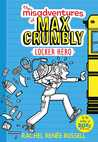 the misadventures of
MAX CRUMBLY
LOCKER HERO
RACHEL RENÉE RUSSELL